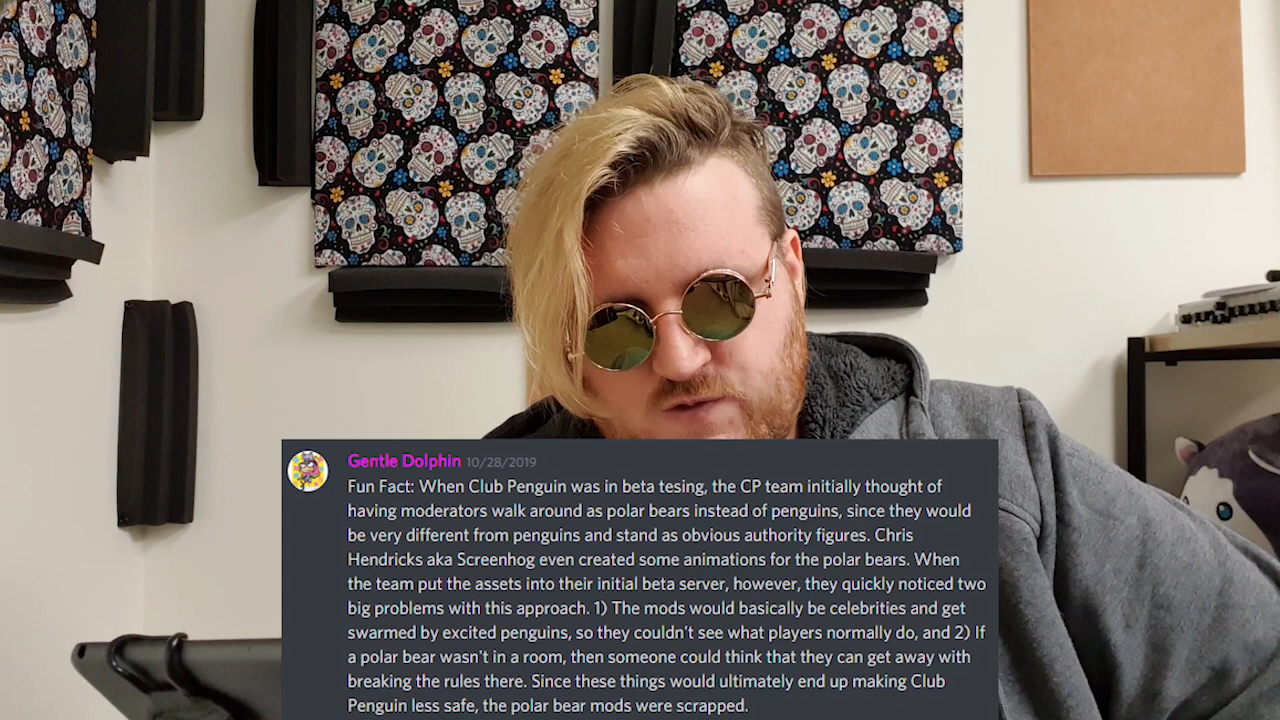 Gentle Dolphin 10/28/2019
Fun Fact: When Club Penguin was in beta tesing, the CP team initially thought of
having moderators walk around as polar bears instead of penguins, since they would
be very different from penguins and stand as obvious authority figures. Chris
Hendricks aka Screenhog even created some animations for the polar bears. When
the team put the assets into their initial beta server, however, they quickly noticed two
big problems with this approach. 1) The mods would basically be celebrities and get
swarmed by excited penguins, so they couldn't see what players normally do, and 2) If
a polar bear wasn't in a room, then someone could think that they can get away with
breaking the rules there. Since these things would ultimately end up making Club
Penguin less safe, the polar bear mods were scrapped.